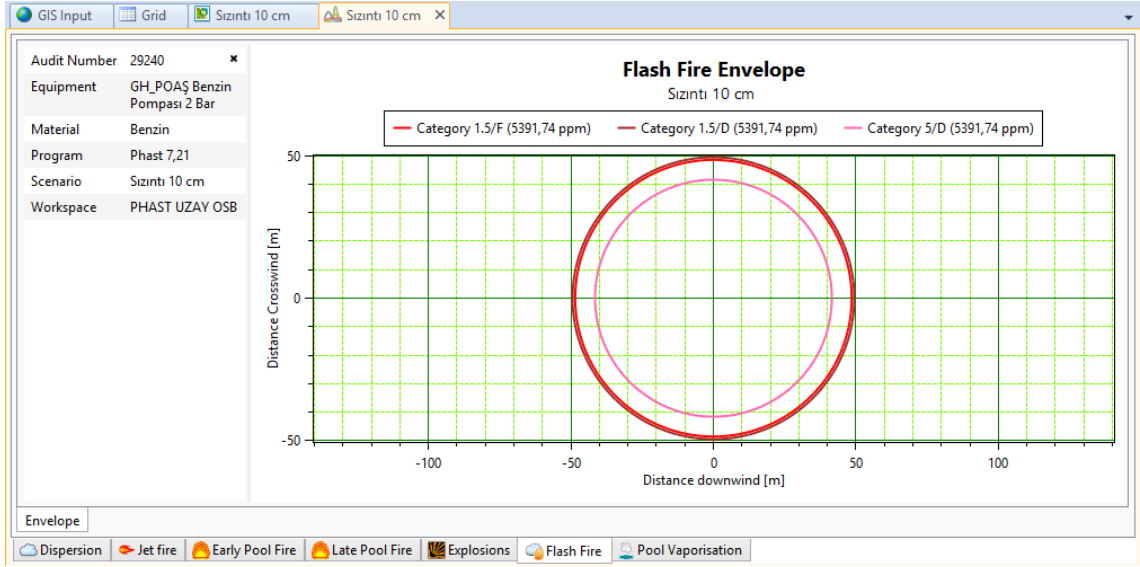 GIS Input Grid Sızıntı 10 cm Sızıntı 10 cm
Audit Number 29240
Equipment GH_POAŞ Benzin
Pompası 2 Bar
Material Benzin
Program Phast 7,21
Scenario Sızıntı 10 cm
Workspace PHAST UZAY OSB
Flash Fire Envelope
Sızıntı 10 cm
Category 1.5/F (5391,74 ppm) Category 1.5/D (5391,74 ppm) Category 5/D (5391,74 ppm)
Distance Crosswind [m]
50
0
-50
-100 -50 0 50 100
Distance downwind [m]
Envelope
Dispersion Jet fire Early Pool Fire Late Pool Fire Explosions Flash Fire Pool Vaporisation